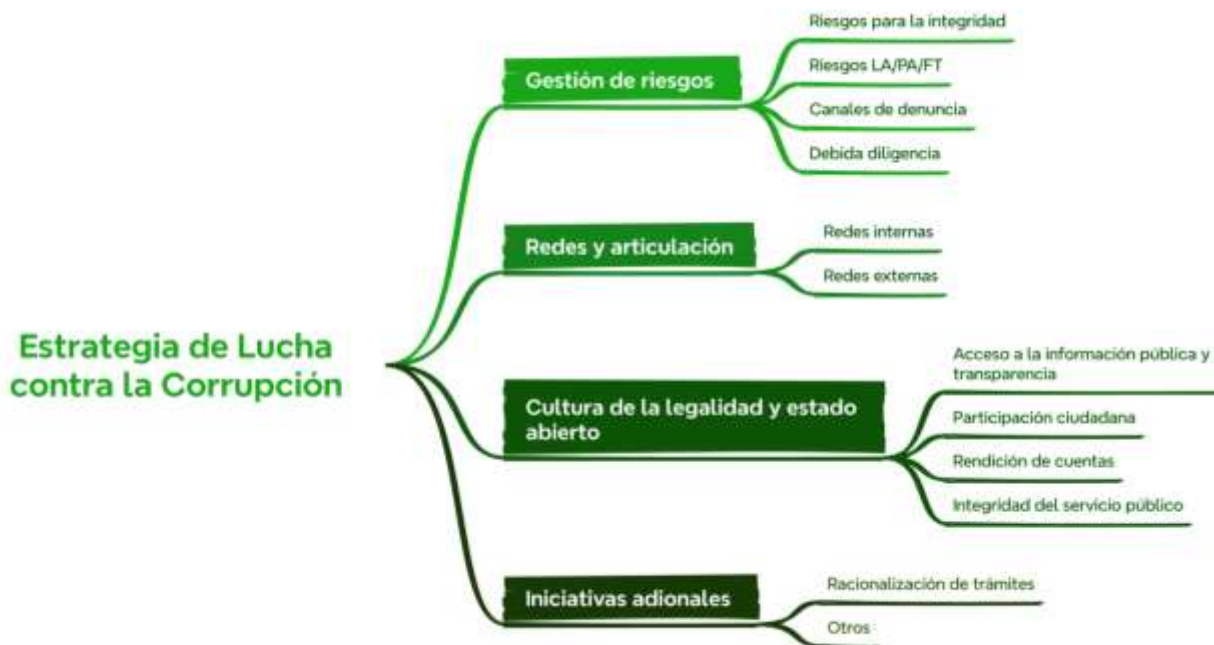 Estrategia de Lucha
contra la Corrupción
Gestión de riesgos
Riesgos para la integridad
Riesgos LA/PA/FT
Canales de denuncia
Debida diligencia
Redes y articulación
Redes internas
Redes externas
Cultura de la legalidad y estado
abierto
Acceso a la información pública y
transparencia
Participación ciudadana
Rendición de cuentas
Integridad del servicio público
Iniciativas adionales
Racionalización de trámites
Otros